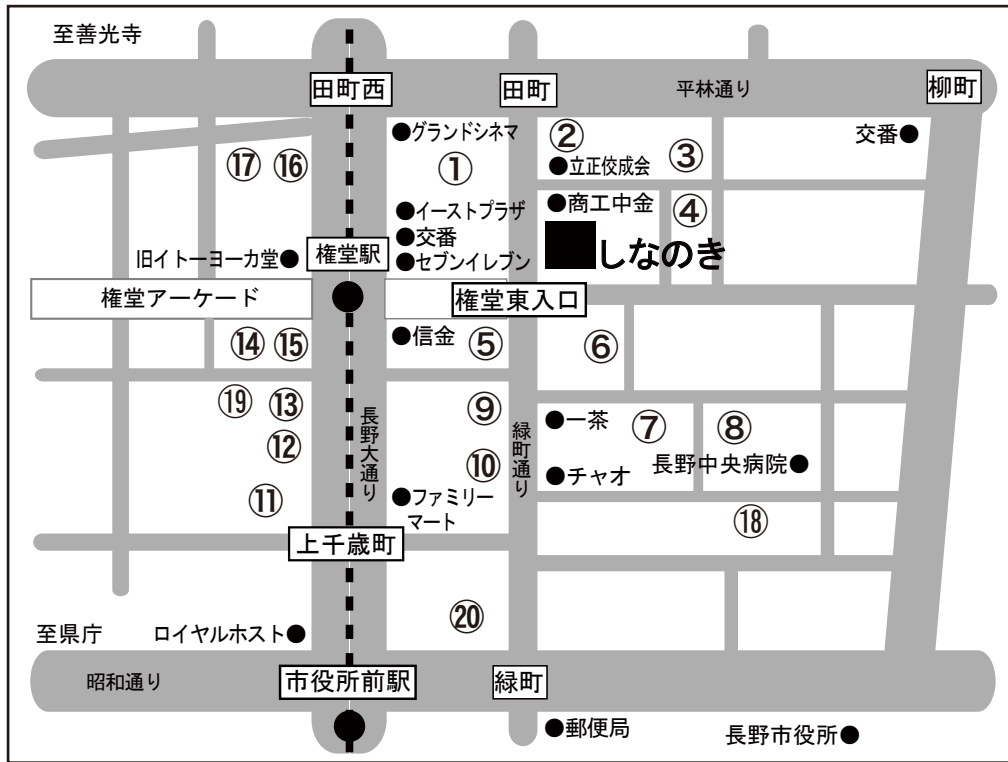 至善光寺
田町西
田町
平林通り
柳町
●グランドシネマ
②
交番●
⑰
⑯
①
●立正佼成会
③
●イーストプラザ
●商工中金
④
●交番
■しなのき
旧イトーヨーカ堂●
権堂駅
●セブンイレブン
権堂アーケード
権堂東入口
⑭
⑮
●信金
⑤
⑥
⑲
⑬
長野大通り
⑨
緑町通り
●一茶
⑦
⑧
⑫
⑩
長野中央病院●
●チャオ
⑪
●ファミリー
マート
⑱
上千歳町
⑳
至県庁
ロイヤルホスト●
昭和通り
市役所前駅
緑町
●郵便局
長野市役所●